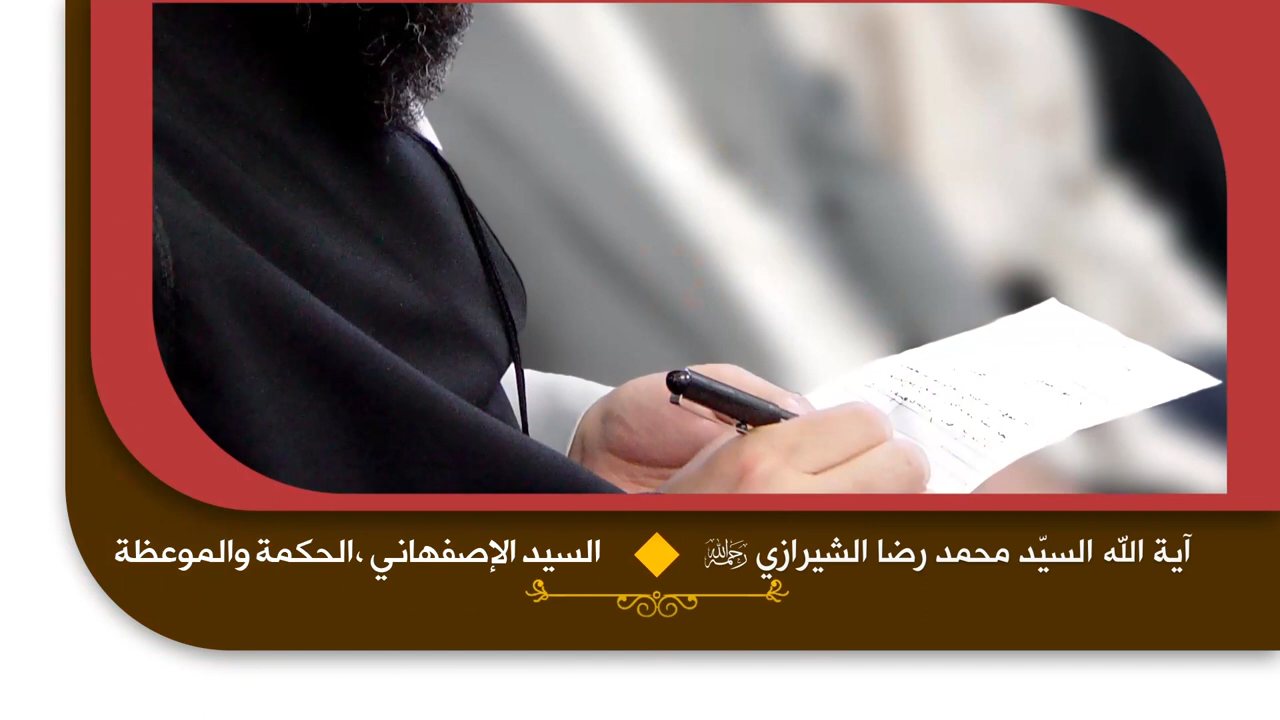 آية الله السيّد محمد رضا الشيرازي رحمه الله ◆ السيد الإصفهاني ،الحكمة والموعظة